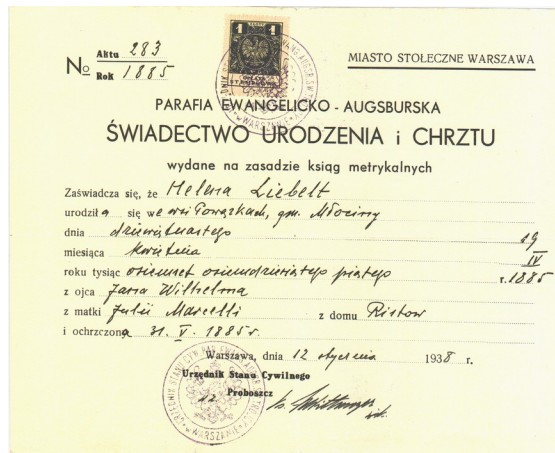 No Aktu 283
Rok 1885
MIASTO STOŁECZNE WARSZAWA
PARAFIA EWANGELICKO - AUGSBURSKA
ŚWIADECTWO URODZENIA i CHRZTU
wydane na zasadzie ksiąg metrykalnych
Zaświadcza się, że Helena Liebelt
urodziła się we wsi Powązkach, gm. Młociny
dnia dziewiętnastego 19
miesiąca kwietnia IV
roku tysiąc osiemset osiemdziesiątego piątego r. 1885
z ojca Jana Wilhelma
z matki Julii Marcelli z domu Ristow
i ochrzczona 31. V. 1885 r.
Warszawa, dnia 12 stycznia 1938 r.
Urzędnik Stanu Cywilnego
Proboszcz